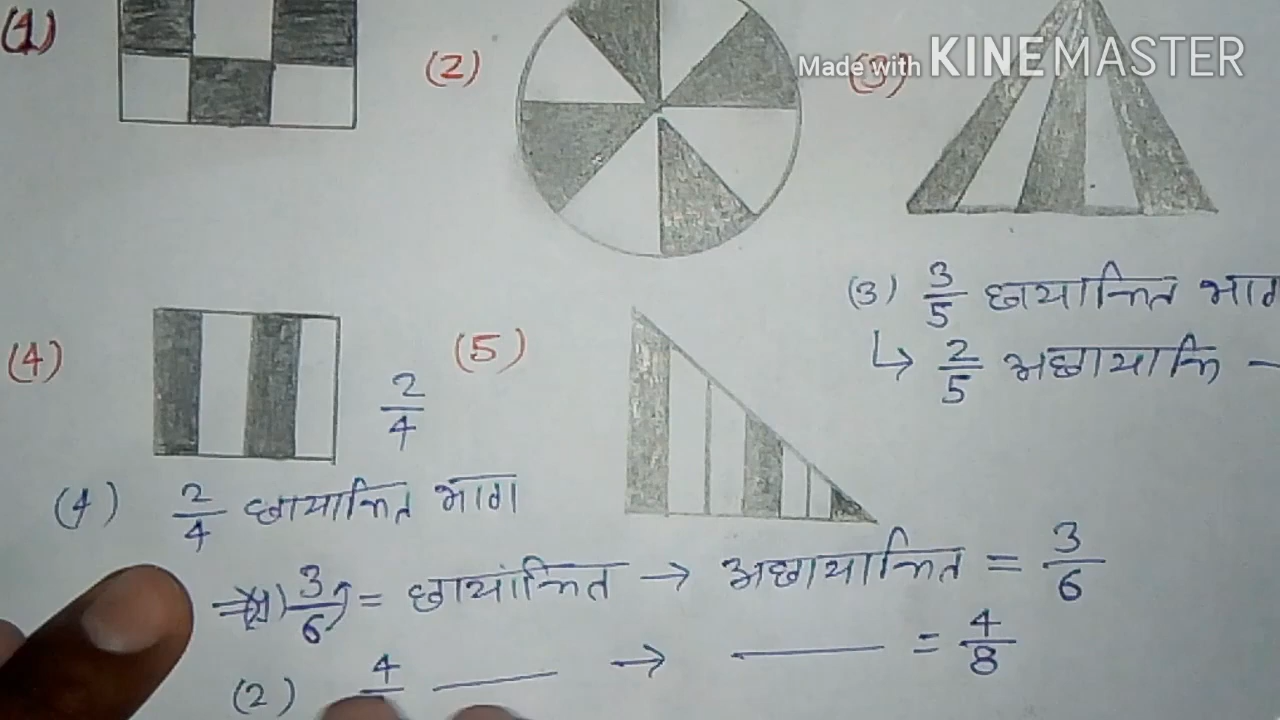 (1)
(2)
Made with KINEMASTER
(3)
(4)
2/4
(5)
(3) 3/5 छायांकित भाग
↳ 2/5 अछायांकि —
(4) 2/4 छायांकित भाग
3/6 = छायांकित → अछायांकित = 3/6
(2) 4/ —— → —— = 4/8